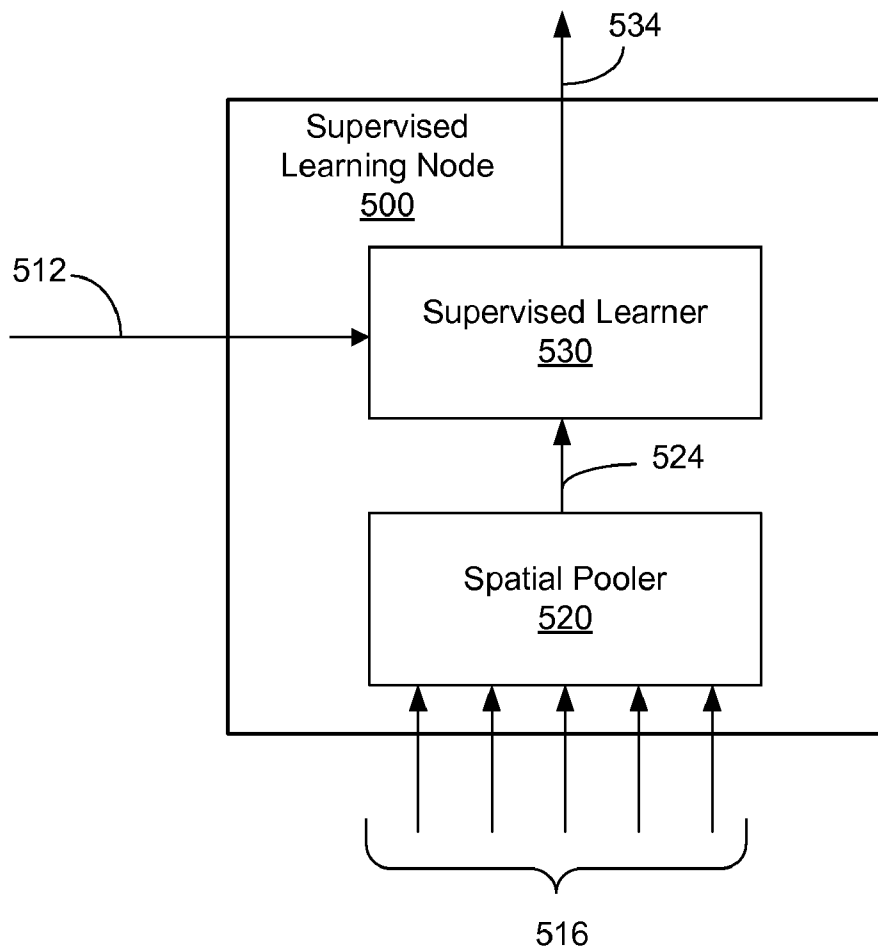 534
Supervised
Learning Node
500
512
Supervised Learner
530
524
Spatial Pooler
520
516